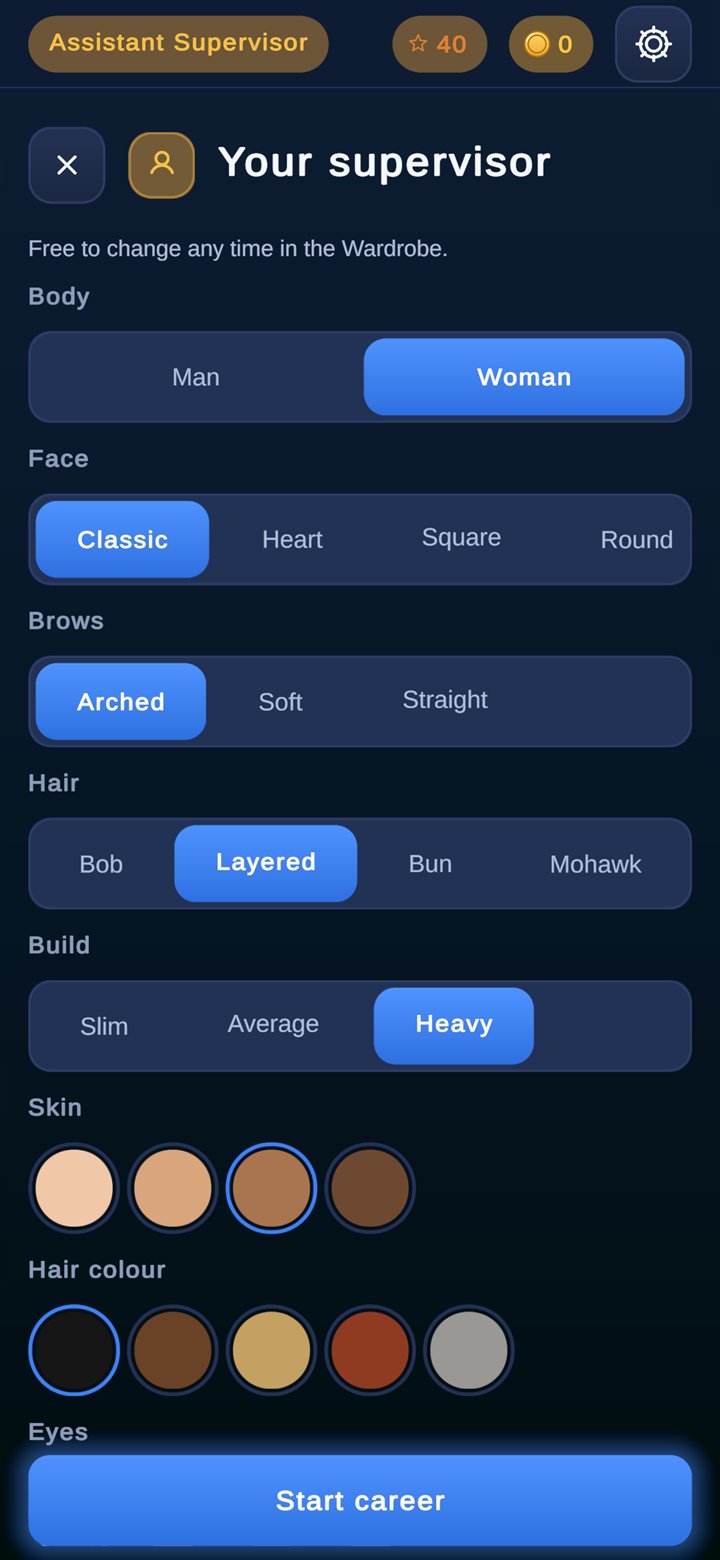 Assistant Supervisor 40 0
Your supervisor
Free to change any time in the Wardrobe.
Body
Man Woman
Face
Classic Heart Square Round
Brows
Arched Soft Straight
Hair
Bob Layered Bun Mohawk
Build
Slim Average Heavy
Skin
Hair colour
Eyes
Start career